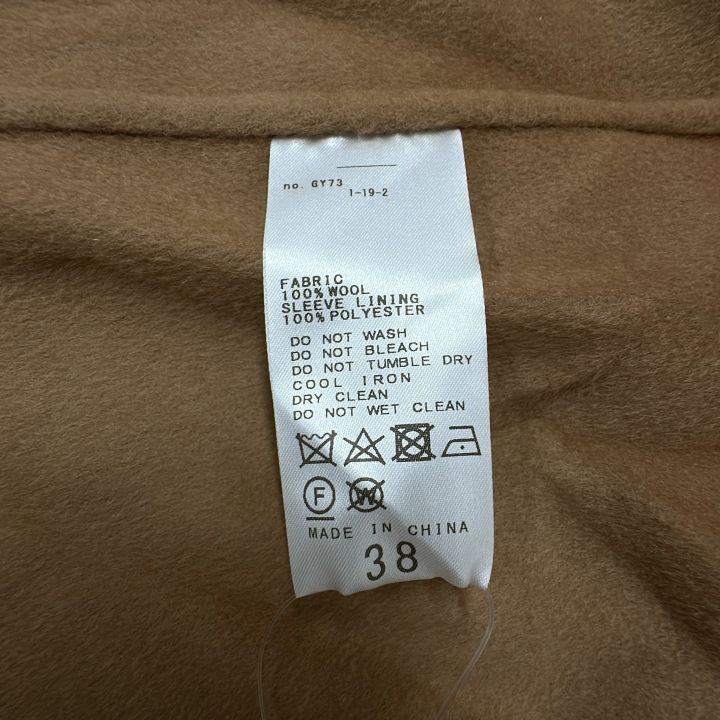 no. GY73
1-19-2
FABRIC
100%WOOL
SLEEVE LINING
100%POLYESTER
DO NOT WASH
DO NOT BLEACH
DO NOT TUMBLE DRY
COOL IRON
DRY CLEAN
DO NOT WET CLEAN
F W
MADE IN CHINA
38